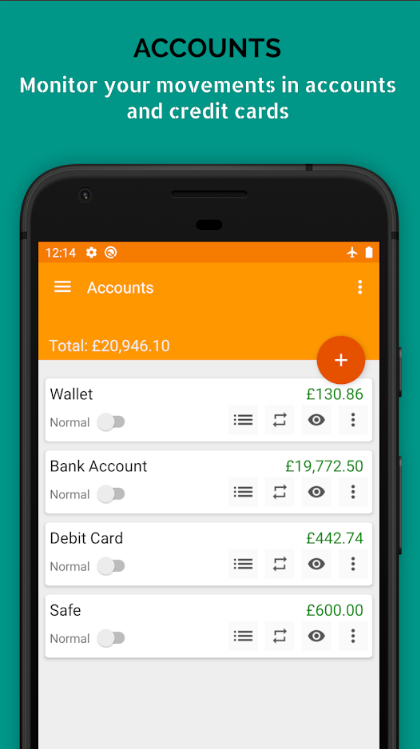 ACCOUNTS
Monitor your movements in accounts
and credit cards
12:14
Accounts
Total: £20,946.10
+
Wallet £130.86
Normal
Bank Account £19,772.50
Normal
Debit Card £442.74
Normal
Safe £600.00
Normal